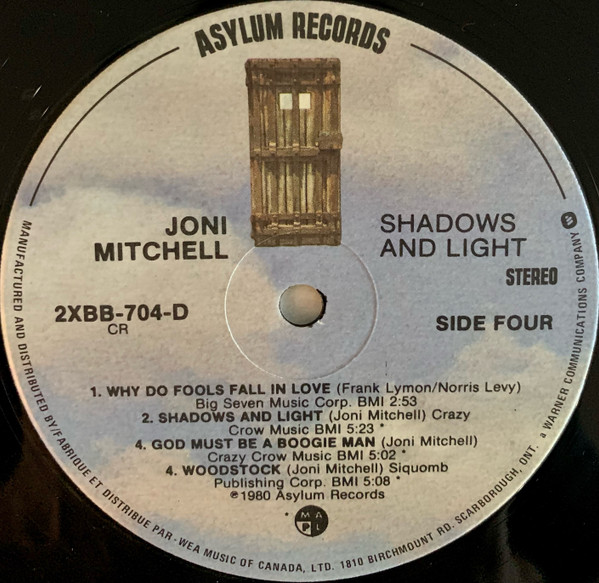 ASYLUM RECORDS
JONI
MITCHELL
SHADOWS
AND LIGHT
STEREO
2XBB-704-D
CR
SIDE FOUR
1. WHY DO FOOLS FALL IN LOVE (Frank Lymon/Norris Levy)
Big Seven Music Corp. BMI 2:53
2. SHADOWS AND LIGHT (Joni Mitchell) Crazy
Crow Music BMI 5:23 *
4. GOD MUST BE A BOOGIE MAN (Joni Mitchell)
Crazy Crow Music BMI 5:02 *
4. WOODSTOCK (Joni Mitchell) Siquomb
Publishing Corp. BMI 5:08 *
℗1980 Asylum Records
* M A P L
MANUFACTURED AND DISTRIBUTED BY/FABRIQUE ET DISTRIBUE PAR - WEA MUSIC OF CANADA, LTD. 1810 BIRCHMOUNT RD. SCARBOROUGH, ONT. a WARNER COMMUNICATIONS COMPANY